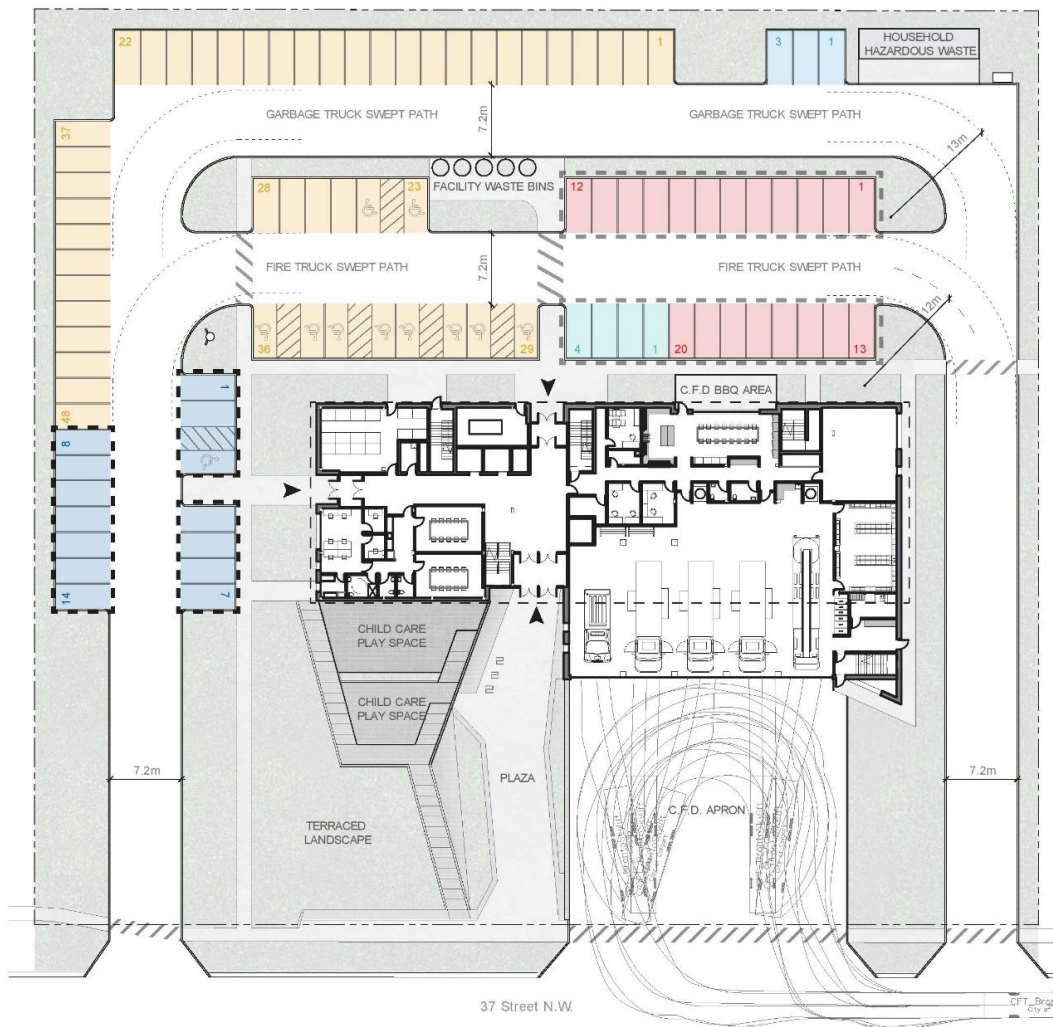 22
1
3
1
HOUSEHOLD
HAZARDOUS WASTE
GARBAGE TRUCK SWEPT PATH
7.2m
GARBAGE TRUCK SWEPT PATH
37
13m
28
23
FACILITY WASTE BINS
12
1
FIRE TRUCK SWEPT PATH
7.2m
FIRE TRUCK SWEPT PATH
12m
36
29
4
1
20
13
1
C.F.D BBQ AREA
48
8
14
7
CHILD CARE
PLAY SPACE
CHILD CARE
PLAY SPACE
7.2m
PLAZA
7.2m
C.F.D. APRON
TERRACED
LANDSCAPE
37 Street N.W.
City of